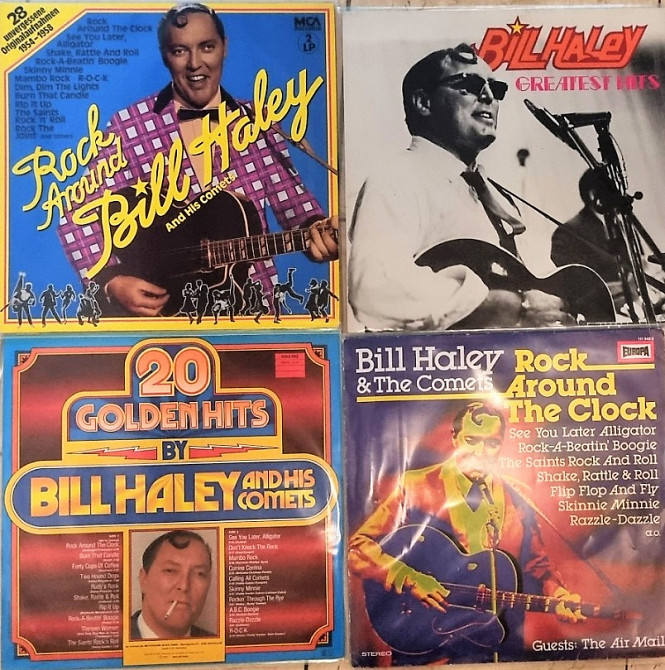 28
unvergessene
Originalaufnahmen
1954-1958
MCA
RECORDS
2
LP
Rock
Around The Clock
See You Later,
Alligator
Shake, Rattle And Roll
Rock-A-Beatin' Boogie
Skinny Minnie
Mambo Rock R-O-C-K
Dim, Dim The Lights
Burn That Candle
Rip It Up
The Saints
Rock 'n' Roll
Rock The
Joint and others
Rock
Around
Bill Haley
And His Comets
BILL HALEY
GREATEST HITS
20
GOLDEN HITS
BY
BILL HALEY AND HIS
COMETS
SIDE 1
Rock Around The Clock
Burn That Candle
Forty Cups Of Coffee
Two Hound Dogs
Rudy's Rock
Shake, Rattle & Roll
Rip It Up
Rock-A-Beatin' Boogie
Thirteen Women
The Saints Rock'n Roll
SIDE 2
See You Later, Alligator
Don't Knock The Rock
Mambo Rock
Corrine Corrina
Calling All Comets
Skinny Minnie
Rockin' Through The Rye
A.B.C. Boogie
Razzle-Dazzle
R-O-C-K
EUROPA
Bill Haley
& The Comets
Rock
Around
The Clock
See You Later Alligator
Rock-A-Beatin' Boogie
The Saints Rock And Roll
Shake, Rattle & Roll
Flip Flop And Fly
Skinnie Minnie
Razzle-Dazzle
a.o.
Guests: The Air Mail
STEREO